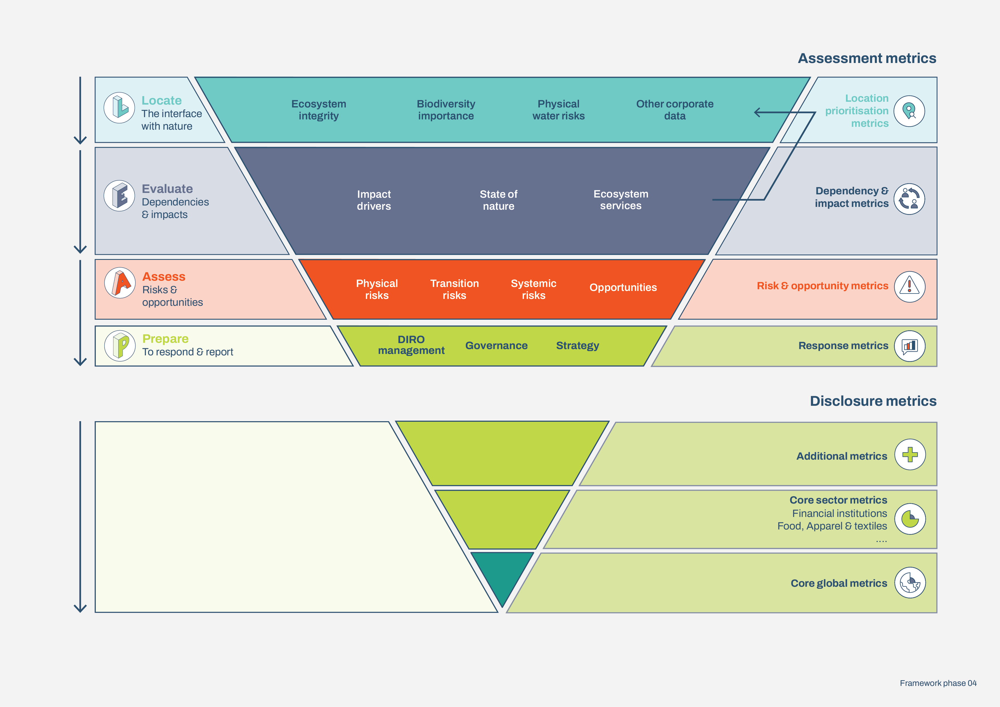 Assessment metrics
Locate
The interface
with nature
Ecosystem
integrity
Biodiversity
importance
Physical
water risks
Other corporate
data
Location
prioritisation
metrics
Evaluate
Dependencies
& impacts
Impact
drivers
State of
nature
Ecosystem
services
Dependency &
impact metrics
Assess
Risks &
opportunities
Physical
risks
Transition
risks
Systemic
risks
Opportunities
Risk & opportunity metrics
Prepare
To respond & report
DIRO
management
Governance
Strategy
Response metrics
Disclosure metrics
Additional metrics
Core sector metrics
Financial institutions
Food, Apparel & textiles
....
Core global metrics
Framework phase 04